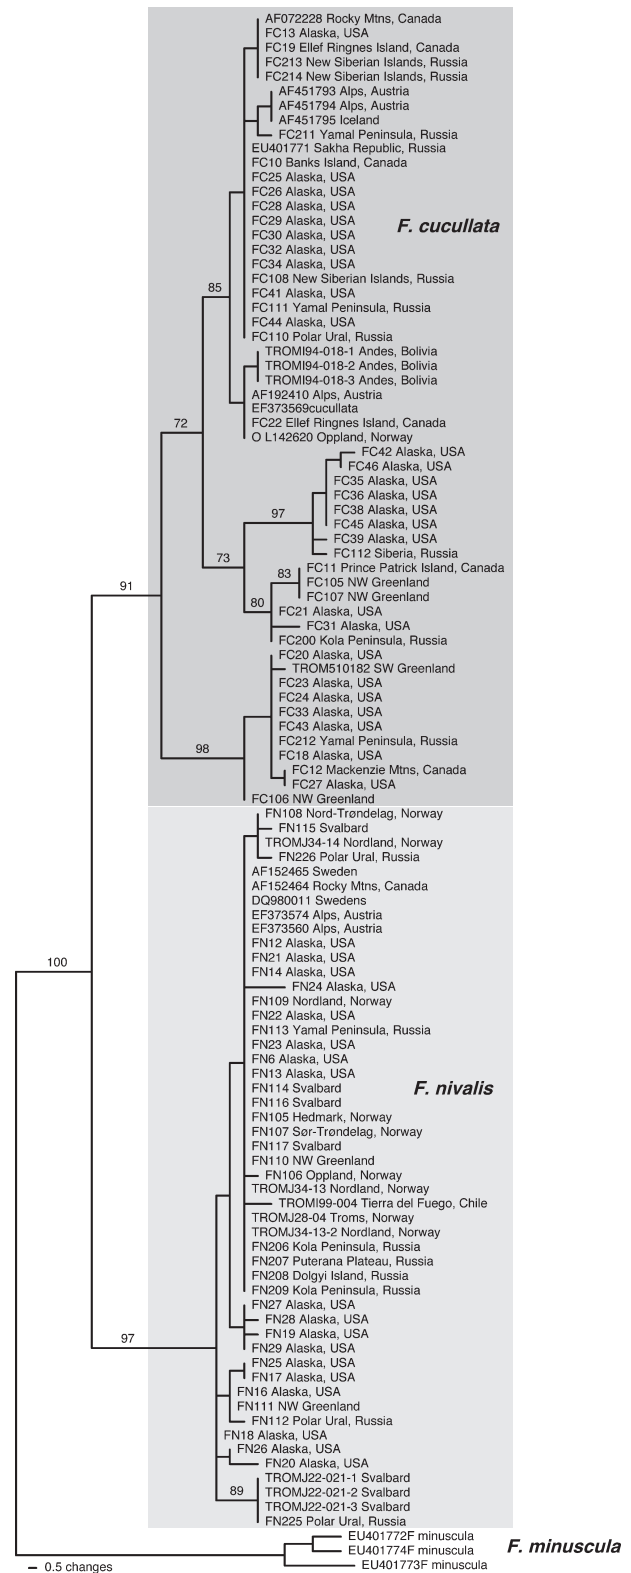 AF072228 Rocky Mtns, Canada
FC13 Alaska, USA
FC19 Ellef Ringnes Island, Canada
FC213 New Siberian Islands, Russia
FC214 New Siberian Islands, Russia
AF451793 Alps, Austria
AF451794 Alps, Austria
AF451795 Iceland
FC211 Yamal Peninsula, Russia
EU401771 Sakha Republic, Russia
FC10 Banks Island, Canada
FC25 Alaska, USA
FC26 Alaska, USA
FC28 Alaska, USA
FC29 Alaska, USA
F. cucullata
FC30 Alaska, USA
FC32 Alaska, USA
FC34 Alaska, USA
FC108 New Siberian Islands, Russia
85
FC41 Alaska, USA
FC111 Yamal Peninsula, Russia
FC44 Alaska, USA
FC110 Polar Ural, Russia
TROMI94-018-1 Andes, Bolivia
TROMI94-018-2 Andes, Bolivia
TROMI94-018-3 Andes, Bolivia
AF192410 Alps, Austria
EF373569cucullata
FC22 Ellef Ringnes Island, Canada
72
O L142620 Oppland, Norway
FC42 Alaska, USA
FC46 Alaska, USA
FC35 Alaska, USA
FC36 Alaska, USA
FC38 Alaska, USA
97
FC45 Alaska, USA
FC39 Alaska, USA
FC112 Siberia, Russia
73
FC11 Prince Patrick Island, Canada
83
FC105 NW Greenland
91
FC107 NW Greenland
80
FC21 Alaska, USA
FC31 Alaska, USA
FC200 Kola Peninsula, Russia
FC20 Alaska, USA
TROM510182 SW Greenland
FC23 Alaska, USA
FC24 Alaska, USA
FC33 Alaska, USA
FC43 Alaska, USA
FC212 Yamal Peninsula, Russia
98
FC18 Alaska, USA
FC12 Mackenzie Mtns, Canada
FC27 Alaska, USA
FC106 NW Greenland
FN108 Nord-Trøndelag, Norway
FN115 Svalbard
TROMJ34-14 Nordland, Norway
FN226 Polar Ural, Russia
AF152465 Sweden
AF152464 Rocky Mtns, Canada
DQ980011 Swedens
EF373574 Alps, Austria
EF373560 Alps, Austria
FN12 Alaska, USA
FN21 Alaska, USA
100
FN14 Alaska, USA
FN24 Alaska, USA
FN109 Nordland, Norway
FN22 Alaska, USA
FN113 Yamal Peninsula, Russia
FN23 Alaska, USA
FN6 Alaska, USA
FN13 Alaska, USA
F. nivalis
FN114 Svalbard
FN116 Svalbard
FN105 Hedmark, Norway
FN107 Sør-Trøndelag, Norway
FN117 Svalbard
FN110 NW Greenland
FN106 Oppland, Norway
TROMJ34-13 Nordland, Norway
TROMI99-004 Tierra del Fuego, Chile
TROMJ28-04 Troms, Norway
TROMJ34-13-2 Nordland, Norway
FN206 Kola Peninsula, Russia
FN207 Puterana Plateau, Russia
FN208 Dolgyi Island, Russia
FN209 Kola Peninsula, Russia
FN27 Alaska, USA
FN28 Alaska, USA
FN19 Alaska, USA
97
FN29 Alaska, USA
FN25 Alaska, USA
FN17 Alaska, USA
FN16 Alaska, USA
FN111 NW Greenland
FN112 Polar Ural, Russia
FN18 Alaska, USA
FN26 Alaska, USA
FN20 Alaska, USA
TROMJ22-021-1 Svalbard
89
TROMJ22-021-2 Svalbard
TROMJ22-021-3 Svalbard
FN225 Polar Ural, Russia
EU401772F minuscula
F. minuscula
EU401774F minuscula
EU401773F minuscula
0.5 changes